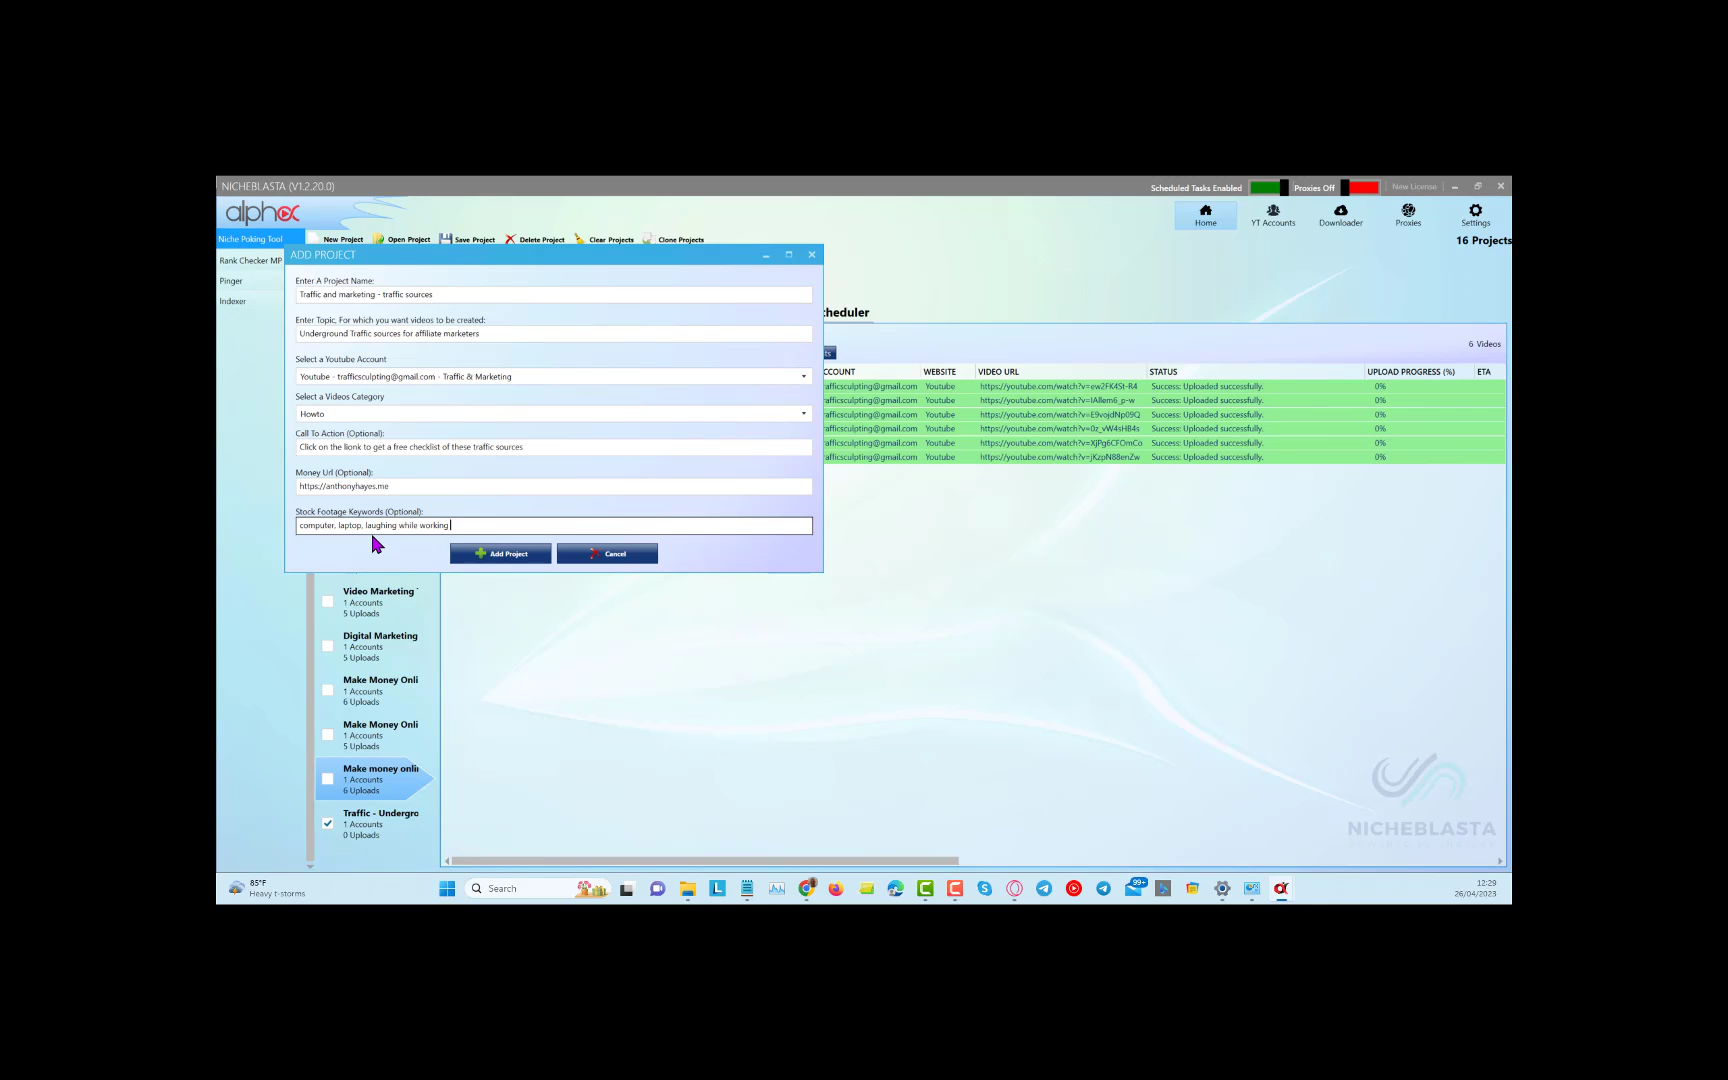 NICHEBLASTA (V1.2.20.0)
Scheduled Tasks Enabled
Proxies Off
New License
alphex
Home
YT Accounts
Downloader
Proxies
Settings
Niche Poking Tool
New Project
Open Project
Save Project
Delete Project
Clear Projects
Clone Projects
16 Projects
Rank Checker MP
Pinger
Indexer
ADD PROJECT
Enter A Project Name:
Traffic and marketing - traffic sources
Enter Topic, For which you want videos to be created:
Underground Traffic sources for affiliate marketers
Select a Youtube Account
Youtube - trafficsculpting@gmail.com - Traffic & Marketing
Select a Videos Category
Howto
Call To Action (Optional):
Click on the lionk to get a free checklist of these traffic sources
Money Url (Optional):
https://anthonyhayes.me
Stock Footage Keywords (Optional):
computer, laptop, laughing while working
Add Project
Cancel
cheduler
6 Videos
ts
CCOUNT WEBSITE VIDEO URL STATUS UPLOAD PROGRESS (%) ETA
rafficsculpting@gmail.com Youtube https://youtube.com/watch?v=ew2FK4St-R4 Success: Uploaded successfully. 0%
rafficsculpting@gmail.com Youtube https://youtube.com/watch?v=IAllem6_p-w Success: Uploaded successfully. 0%
rafficsculpting@gmail.com Youtube https://youtube.com/watch?v=E9vojdNp09Q Success: Uploaded successfully. 0%
rafficsculpting@gmail.com Youtube https://youtube.com/watch?v=0z_vW4sHB4s Success: Uploaded successfully. 0%
rafficsculpting@gmail.com Youtube https://youtube.com/watch?v=XjPg6CFOmCo Success: Uploaded successfully. 0%
rafficsculpting@gmail.com Youtube https://youtube.com/watch?v=jKzpN88enZw Success: Uploaded successfully. 0%
Video Marketing
1 Accounts
5 Uploads
Digital Marketing
1 Accounts
5 Uploads
Make Money Onli
1 Accounts
6 Uploads
Make Money Onli
1 Accounts
5 Uploads
Make money onli
1 Accounts
6 Uploads
Traffic - Undergro
1 Accounts
0 Uploads
NICHEBLASTA
85°F
Heavy t-storms
Search
99+
12:29
26/04/2023